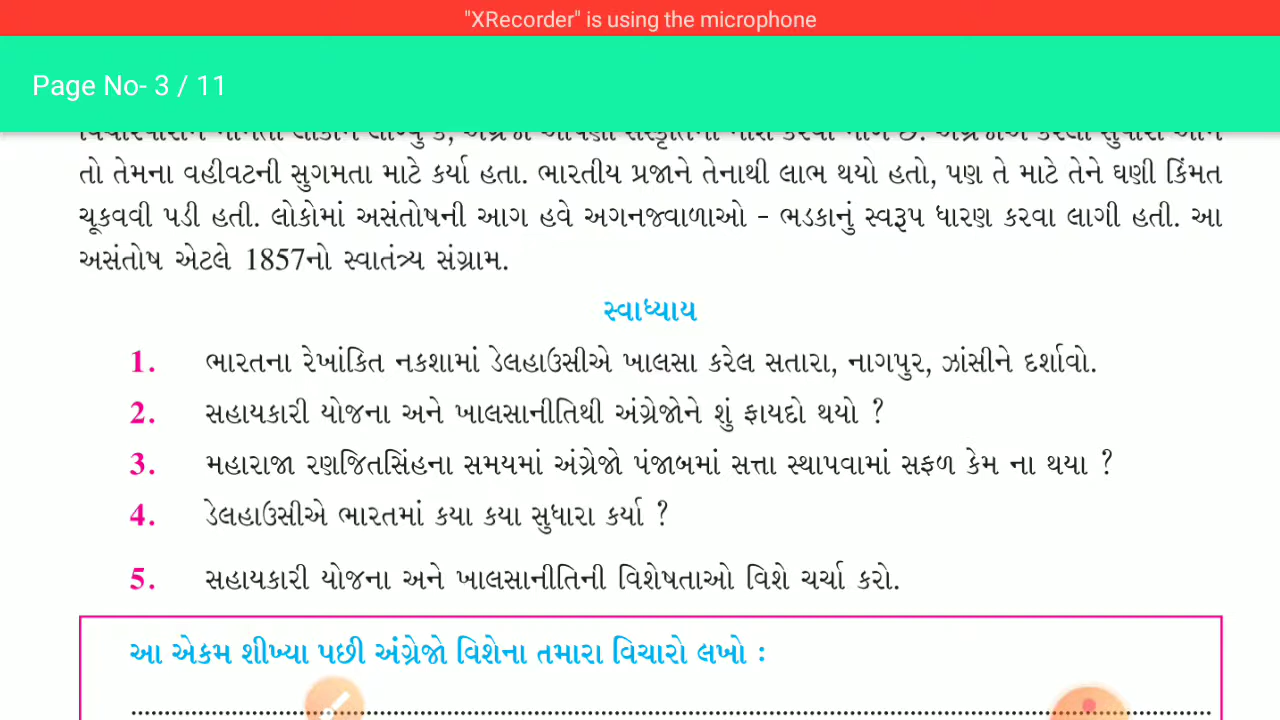 "XRecorder" is using the microphone
Page No- 3 / 11
તો તેમના વહીવટની સુગમતા માટે કર્યા હતા. ભારતીય પ્રજાને તેનાથી લાભ થયો હતો, પણ તે માટે તેને ઘણી કિંમત
ચૂકવવી પડી હતી. લોકોમાં અસંતોષની આગ હવે અગનજ્વાળાઓ - ભડકાનું સ્વરૂપ ધારણ કરવા લાગી હતી. આ
અસંતોષ એટલે 1857નો સ્વાતંત્ર્ય સંગ્રામ.
સ્વાધ્યાય
1. ભારતના રેખાંકિત નકશામાં ડેલહાઉસીએ ખાલસા કરેલ સતારા, નાગપુર, ઝાંસીને દર્શાવો.
2. સહાયકારી યોજના અને ખાલસાનીતિથી અંગ્રેજોને શું ફાયદો થયો ?
3. મહારાજા રણજિતસિંહના સમયમાં અંગ્રેજો પંજાબમાં સત્તા સ્થાપવામાં સફળ કેમ ના થયા ?
4. ડેલહાઉસીએ ભારતમાં કયા કયા સુધારા કર્યા ?
5. સહાયકારી યોજના અને ખાલસાનીતિની વિશેષતાઓ વિશે ચર્ચા કરો.
આ એકમ શીખ્યા પછી અંગ્રેજો વિશેના તમારા વિચારો લખો :